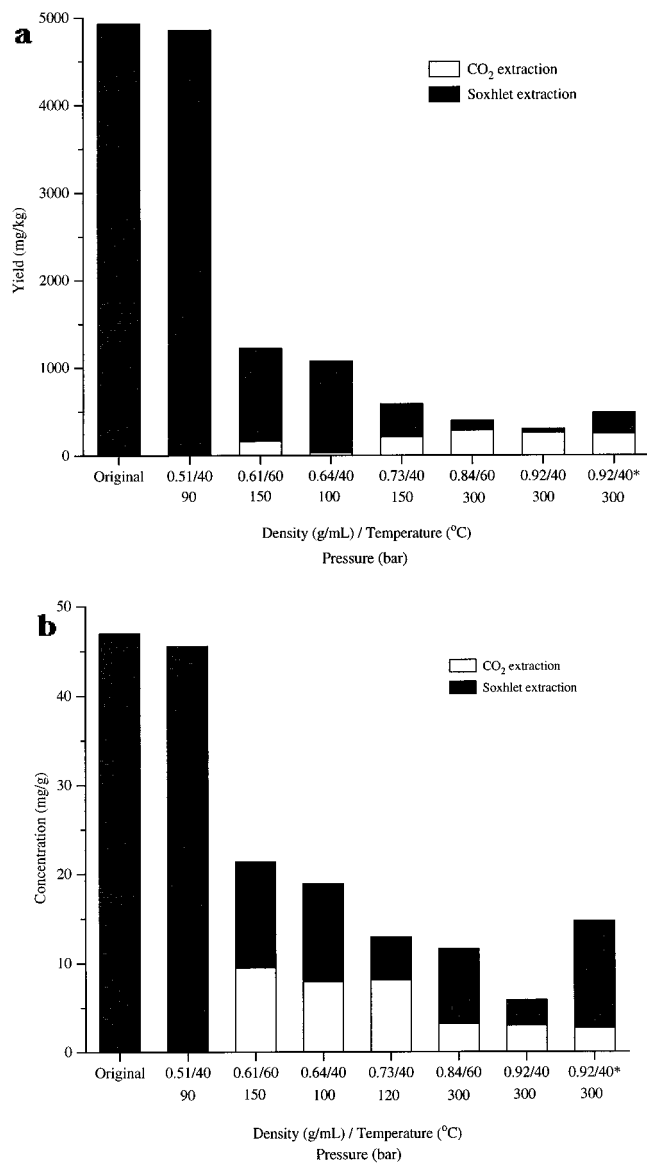 a
5000
4000
3000
2000
1000
0
Yield (mg/kg)
CO2 extraction
Soxhlet extraction
Original 0.51/40 0.61/60 0.64/40 0.73/40 0.84/60 0.92/40 0.92/40*
90 150 100 150 300 300 300
Density (g/mL) / Temperature (°C)
Pressure (bar)
b
50
40
30
20
10
0
Concentration (mg/g)
CO2 extraction
Soxhlet extraction
Original 0.51/40 0.61/60 0.64/40 0.73/40 0.84/60 0.92/40 0.92/40*
90 150 100 120 300 300 300
Density (g/mL) / Temperature (°C)
Pressure (bar)